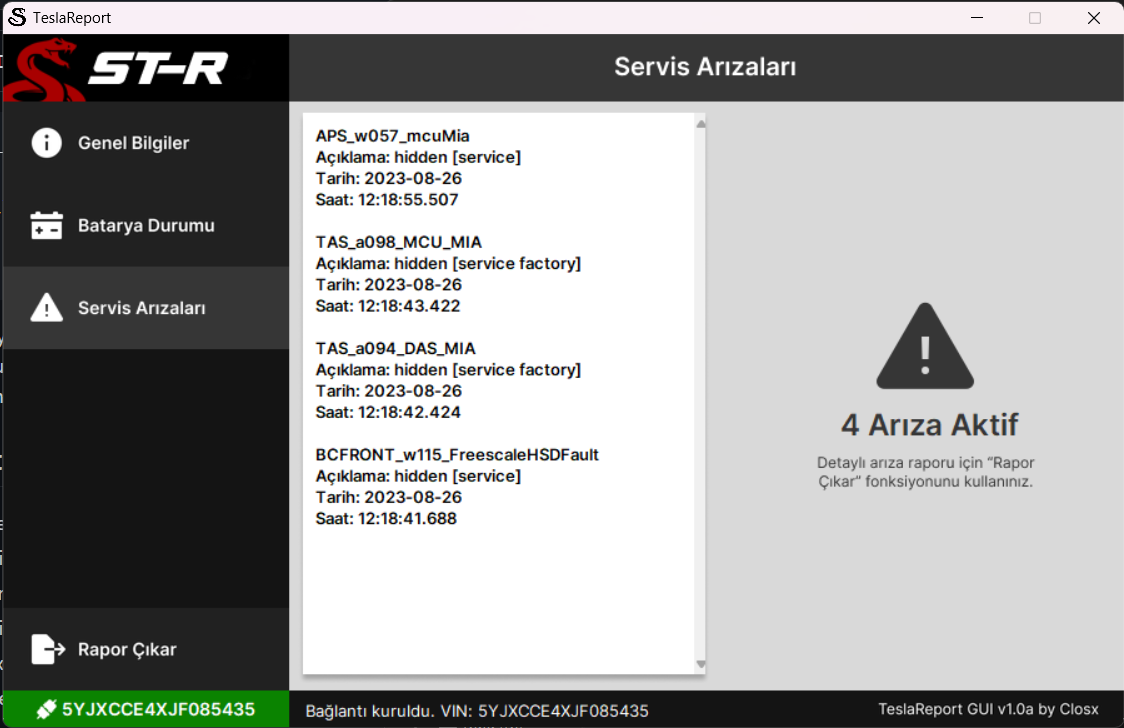 TeslaReport
ST-R
Servis Arızaları
Genel Bilgiler
Batarya Durumu
Servis Arızaları
Rapor Çıkar
5YJXCCE4XJF085435
APS_w057_mcuMia
Açıklama: hidden [service]
Tarih: 2023-08-26
Saat: 12:18:55.507
TAS_a098_MCU_MIA
Açıklama: hidden [service factory]
Tarih: 2023-08-26
Saat: 12:18:43.422
TAS_a094_DAS_MIA
Açıklama: hidden [service factory]
Tarih: 2023-08-26
Saat: 12:18:42.424
BCFRONT_w115_FreescaleHSDFault
Açıklama: hidden [service]
Tarih: 2023-08-26
Saat: 12:18:41.688
4 Arıza Aktif
Detaylı arıza raporu için “Rapor
Çıkar” fonksiyonunu kullanınız.
Bağlantı kuruldu. VIN: 5YJXCCE4XJF085435
TeslaReport GUI v1.0a by Closx